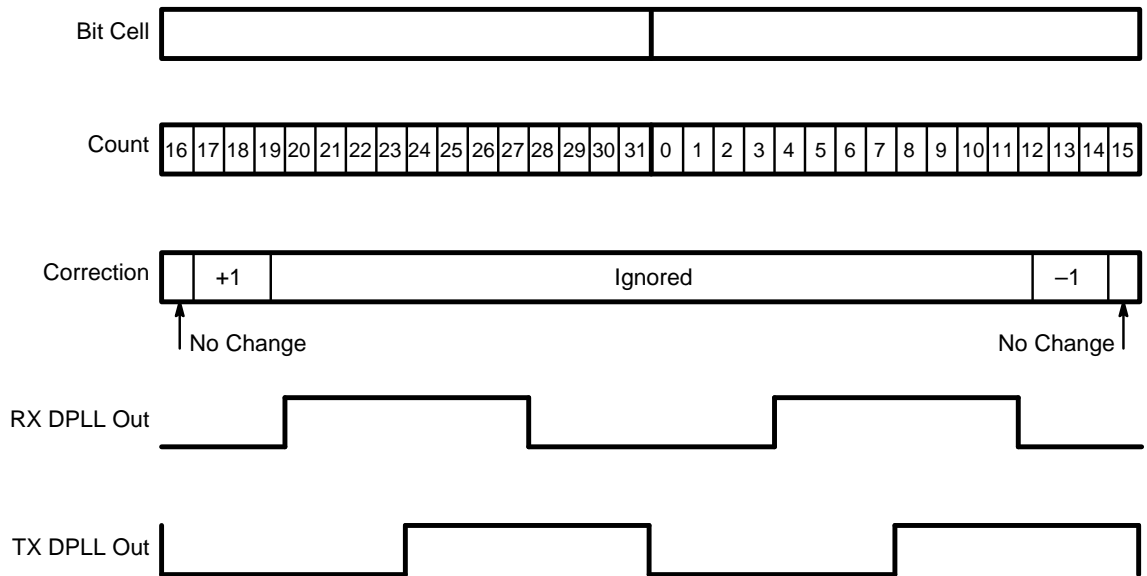 Bit Cell
Count 16 17 18 19 20 21 22 23 24 25 26 27 28 29 30 31 0 1 2 3 4 5 6 7 8 9 10 11 12 13 14 15
Correction +1 Ignored –1
No Change No Change
RX DPLL Out
TX DPLL Out